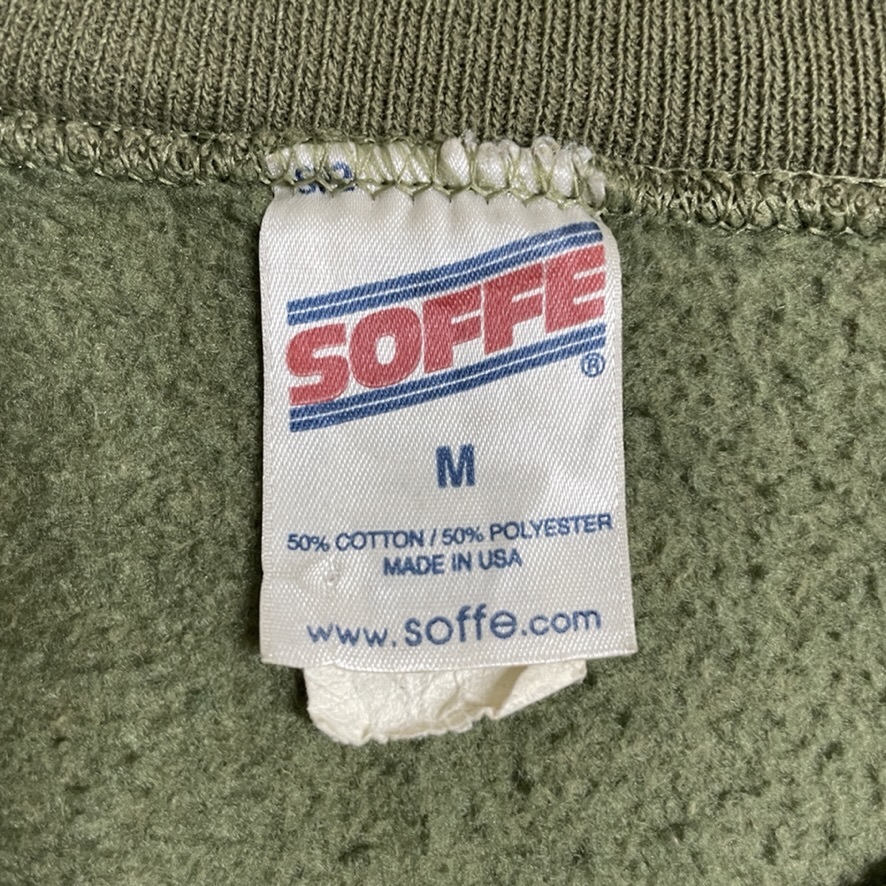 SOFFE
®
M
50% COTTON / 50% POLYESTER
MADE IN USA
www.soffe.com